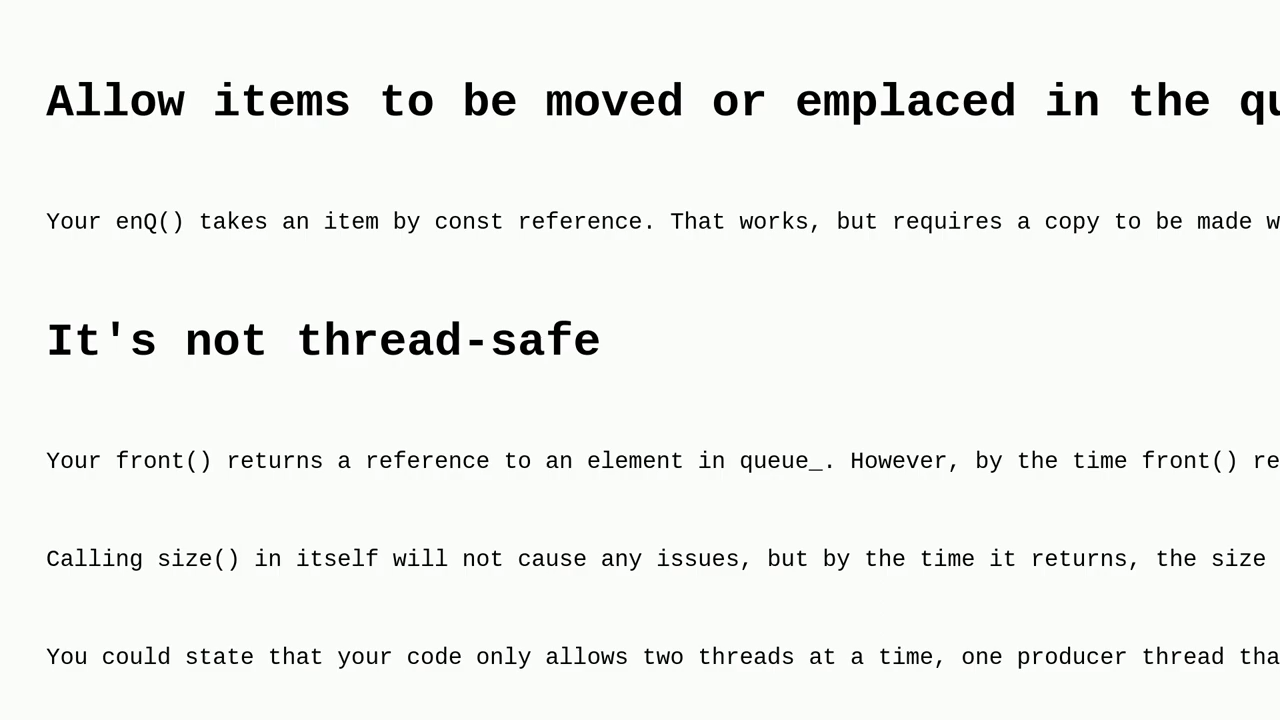 Allow items to be moved or emplaced in the qu
Your enQ() takes an item by const reference. That works, but requires a copy to be made w
It's not thread-safe
Your front() returns a reference to an element in queue_. However, by the time front() re
Calling size() in itself will not cause any issues, but by the time it returns, the size
You could state that your code only allows two threads at a time, one producer thread tha